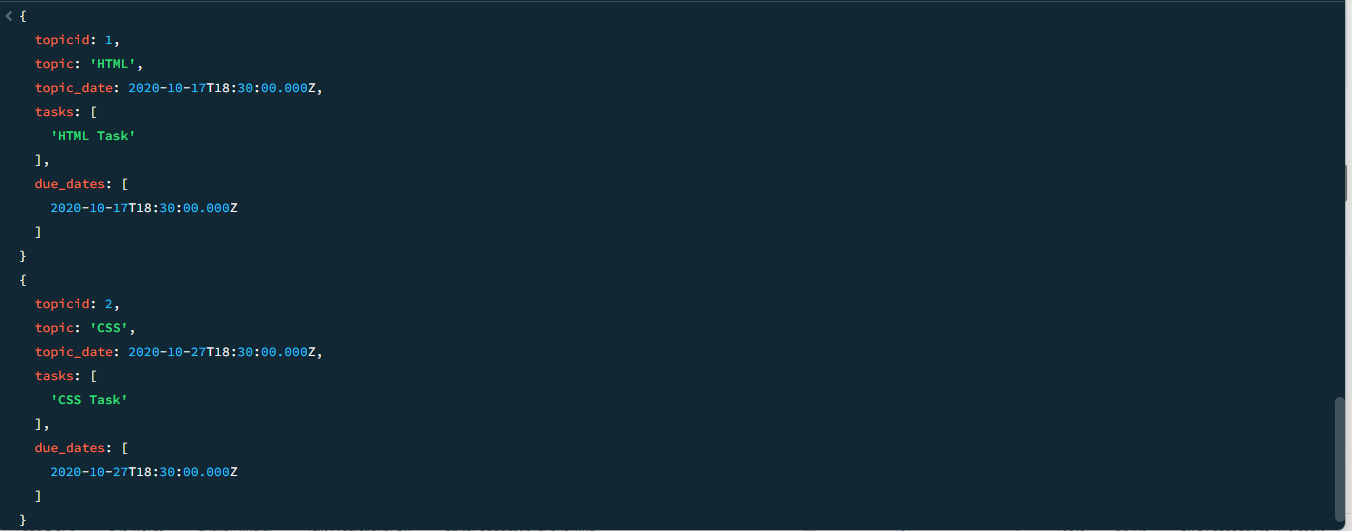 {
topicid: 1,
topic: 'HTML',
topic_date: 2020-10-17T18:30:00.000Z,
tasks: [
'HTML Task'
],
due_dates: [
2020-10-17T18:30:00.000Z
]
}
{
topicid: 2,
topic: 'CSS',
topic_date: 2020-10-27T18:30:00.000Z,
tasks: [
'CSS Task'
],
due_dates: [
2020-10-27T18:30:00.000Z
]
}